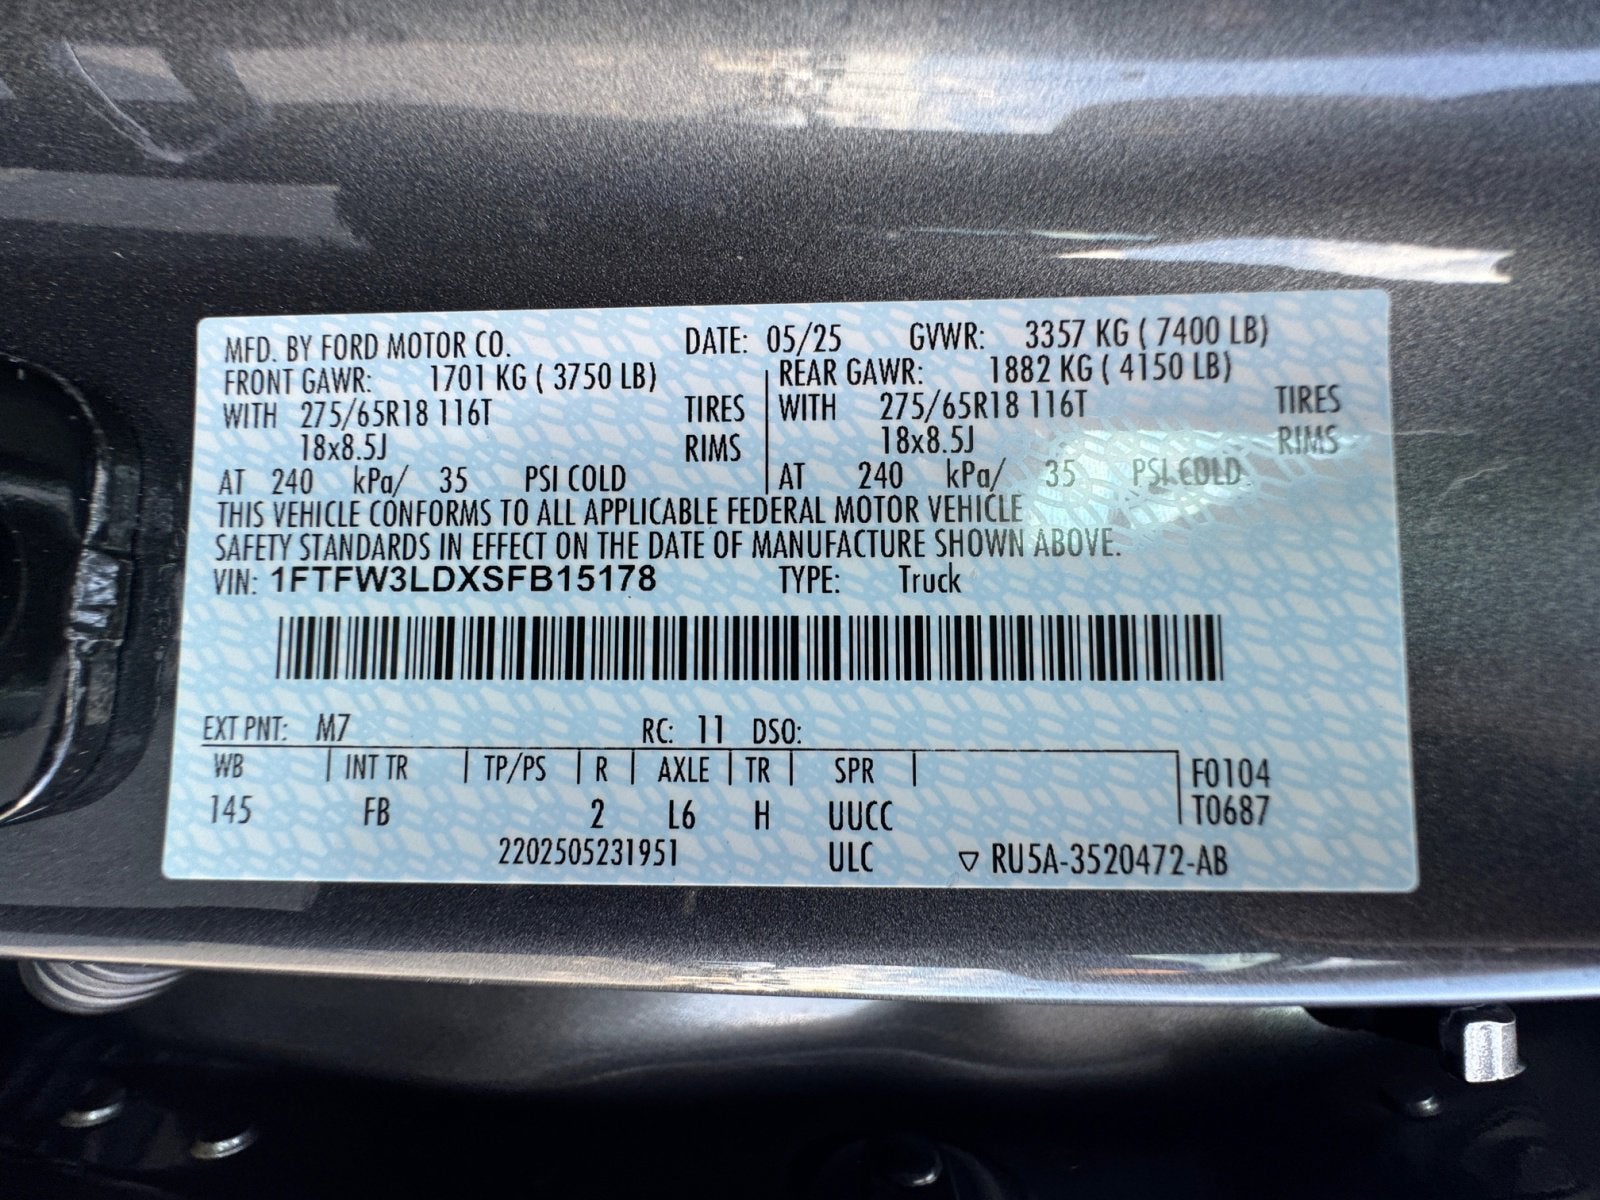 MFD. BY FORD MOTOR CO. DATE: 05/25 GVWR: 3357 KG ( 7400 LB)
FRONT GAWR: 1701 KG ( 3750 LB) REAR GAWR: 1882 KG ( 4150 LB)
WITH 275/65R18 116T TIRES WITH 275/65R18 116T TIRES
18x8.5J RIMS 18x8.5J RIMS
AT 240 kPa/ 35 PSI COLD AT 240 kPa/ 35 PSI COLD
THIS VEHICLE CONFORMS TO ALL APPLICABLE FEDERAL MOTOR VEHICLE
SAFETY STANDARDS IN EFFECT ON THE DATE OF MANUFACTURE SHOWN ABOVE.
VIN: 1FTFW3LDXSFB15178 TYPE: Truck
EXT PNT: M7 RC: 11 DSO:
WB INT TR TP/PS R AXLE TR SPR F0104
145 FB 2 L6 H UUCC T0687
2202505231951 ULC ▽ RU5A-3520472-AB